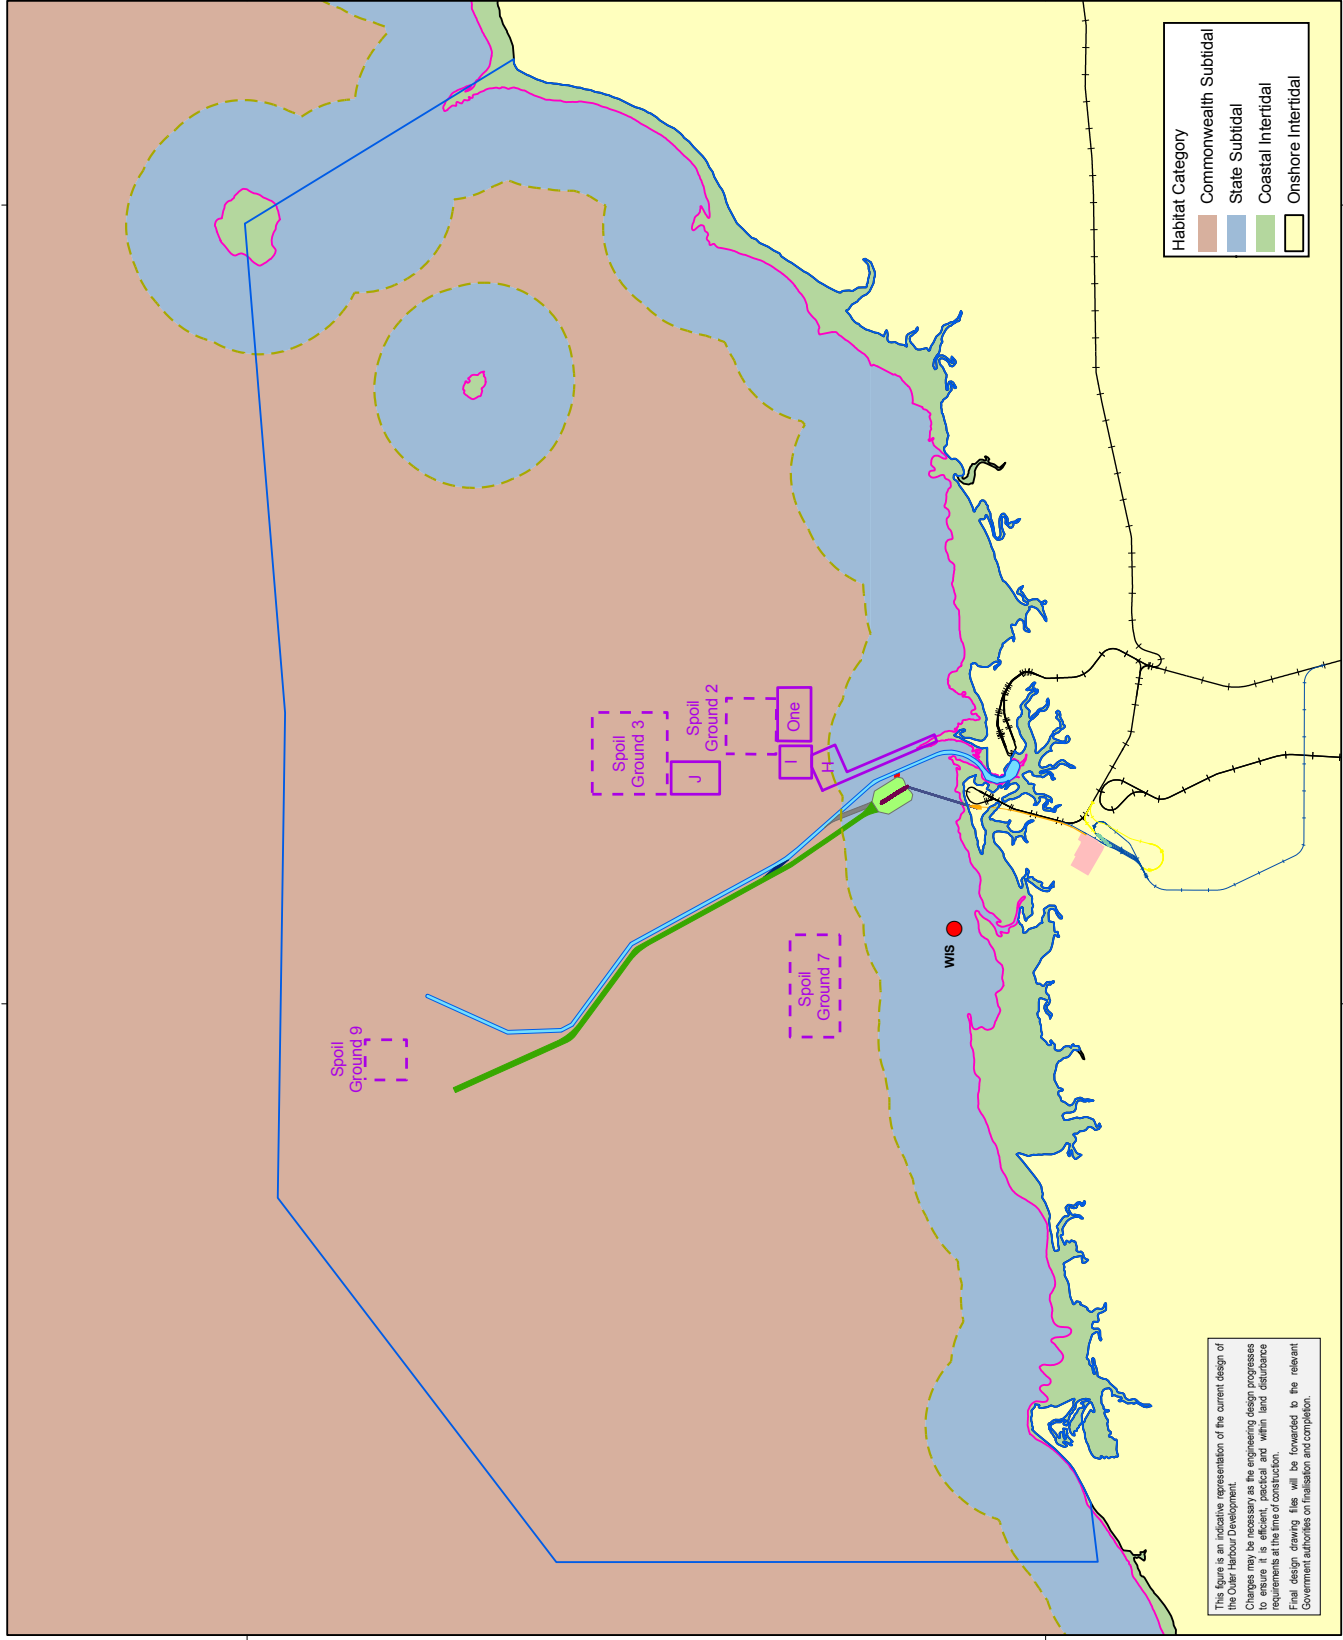 Habitat Category
Commonwealth Subtidal
State Subtidal
Coastal Intertidal
Onshore Intertidal
Spoil
Ground 9
Spoil
Ground 3
Spoil
Ground 2
J
I
One
H
Spoil
Ground 7
WIS
This figure is an indicative representation of the current design of
the Outer Harbour Development.
Changes may be necessary as the engineering design progresses
to ensure it is efficient, practical and within land disturbance
requirements at the time of construction.
Final design drawing files will be forwarded to the relevant
Government authorities on finalisation and completion.